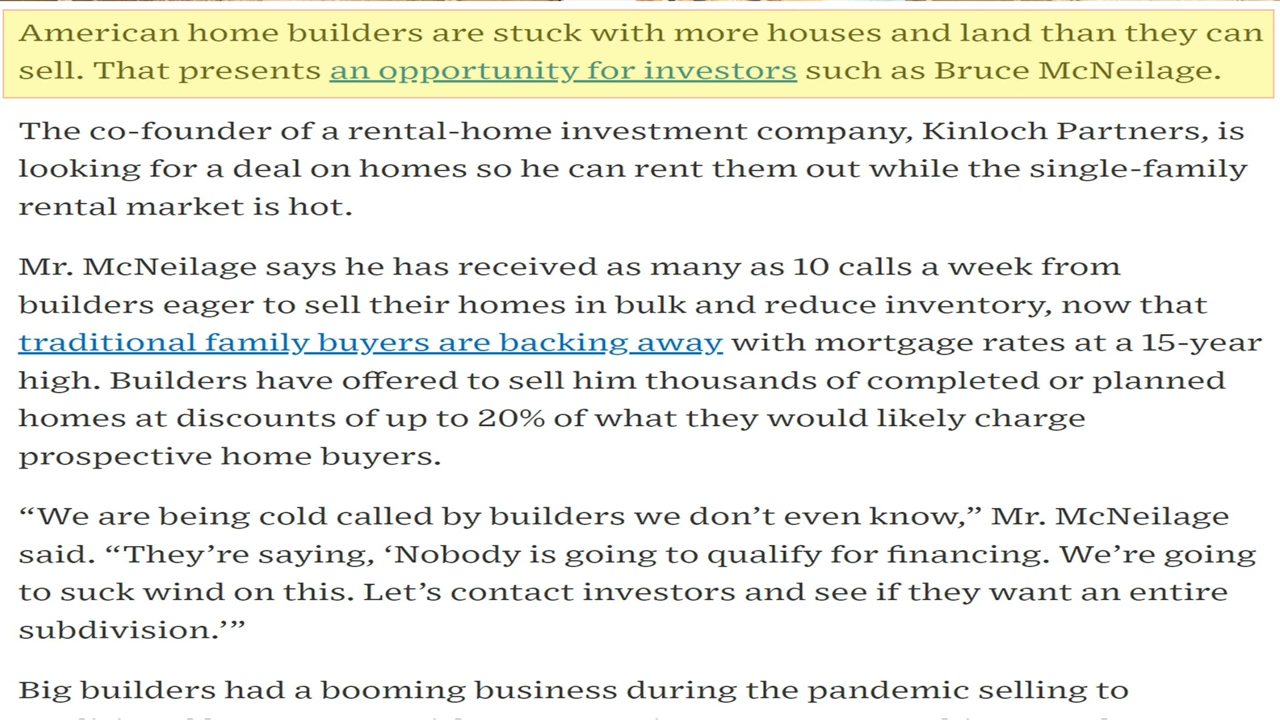 American home builders are stuck with more houses and land than they can
sell. That presents an opportunity for investors such as Bruce McNeilage.
The co-founder of a rental-home investment company, Kinloch Partners, is
looking for a deal on homes so he can rent them out while the single-family
rental market is hot.
Mr. McNeilage says he has received as many as 10 calls a week from
builders eager to sell their homes in bulk and reduce inventory, now that
traditional family buyers are backing away with mortgage rates at a 15-year
high. Builders have offered to sell him thousands of completed or planned
homes at discounts of up to 20% of what they would likely charge
prospective home buyers.
“We are being cold called by builders we don’t even know,” Mr. McNeilage
said. “They’re saying, ‘Nobody is going to qualify for financing. We’re going
to suck wind on this. Let’s contact investors and see if they want an entire
subdivision.’”
Big builders had a booming business during the pandemic selling to